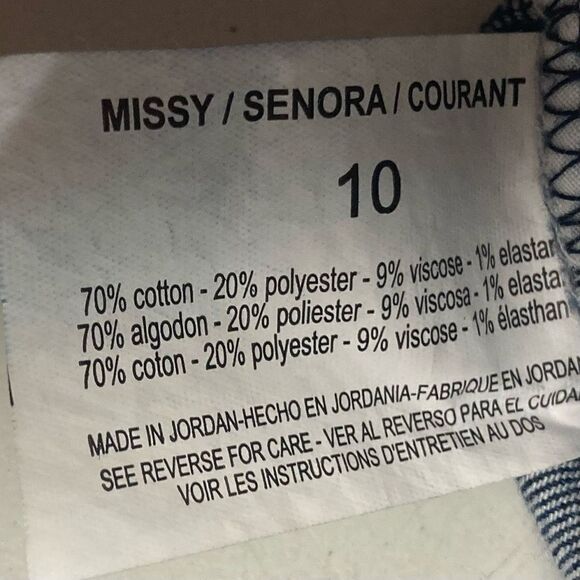 MISSY / SENORA / COURANT
10
70% cotton - 20% polyester - 9% viscose - 1% elastan
70% algodon - 20% poliester - 9% viscosa - 1% elasta
70% coton - 20% polyester - 9% viscose - 1% élasthan
MADE IN JORDAN-HECHO EN JORDANIA-FABRIQUE EN JORDA
SEE REVERSE FOR CARE - VER AL REVERSO PARA EL CUIDA
VOIR LES INSTRUCTIONS D'ENTRETIEN AU DOS